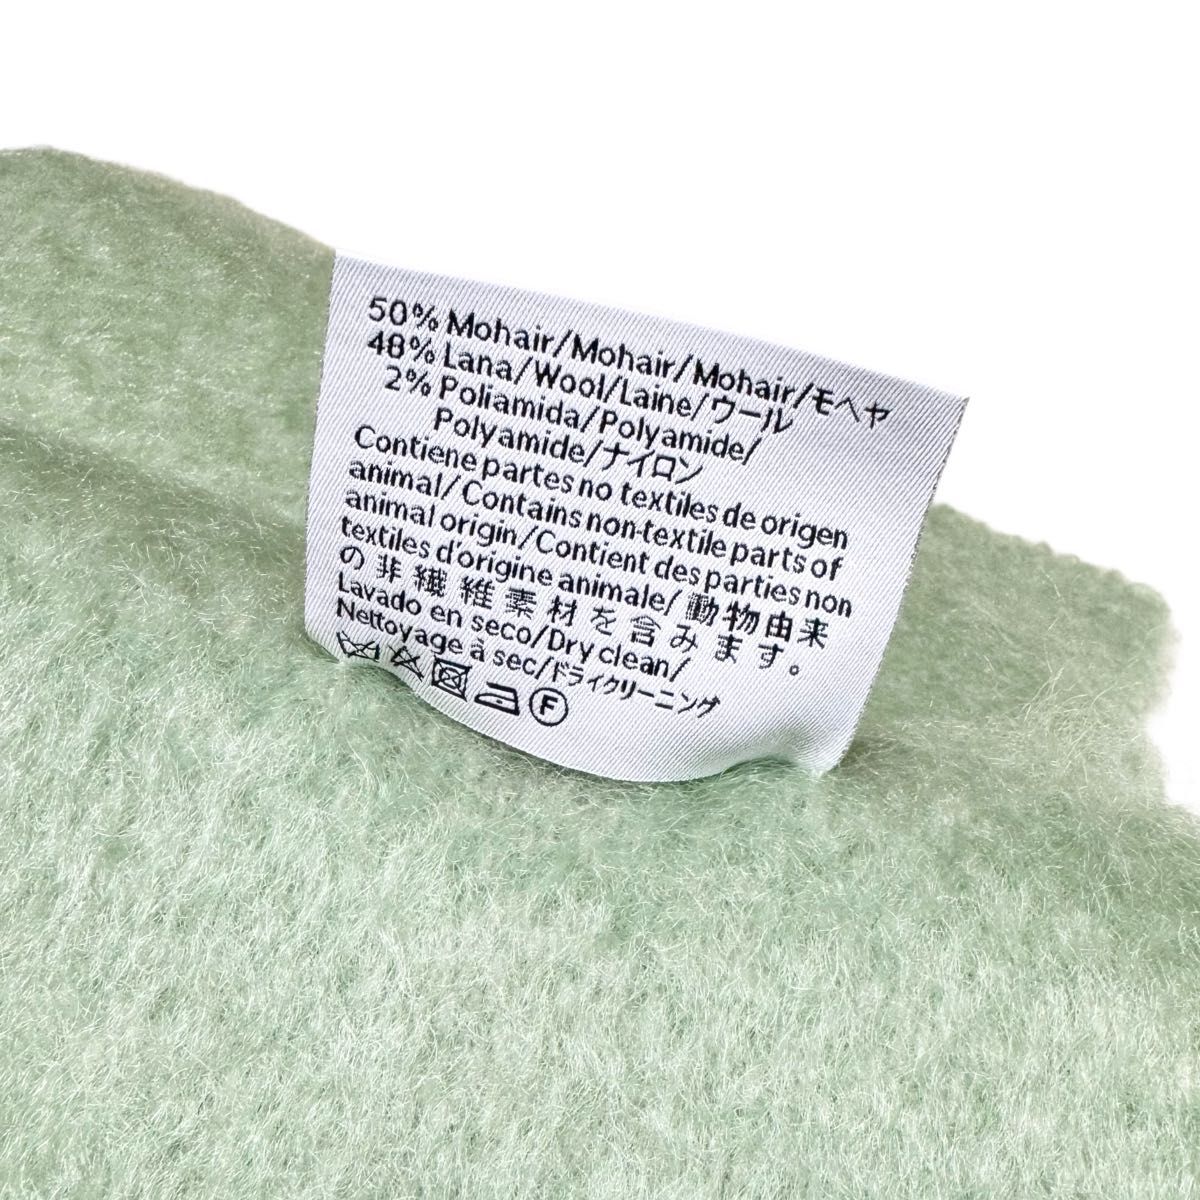 50% Mohair/Mohair/Mohair/モヘヤ
48% Lana/Wool/Laine/ウール
2% Poliamida/Polyamide/
Polyamide/ナイロン
Contiene partes no textiles de origen
animal/Contains non-textile parts of
animal origin/Contient des parties non
textiles d'origine animale/動物由来
の非繊維素材を含みます。
Lavado en seco/Dry clean/
Nettoyage à sec/ドライクリーニング
F